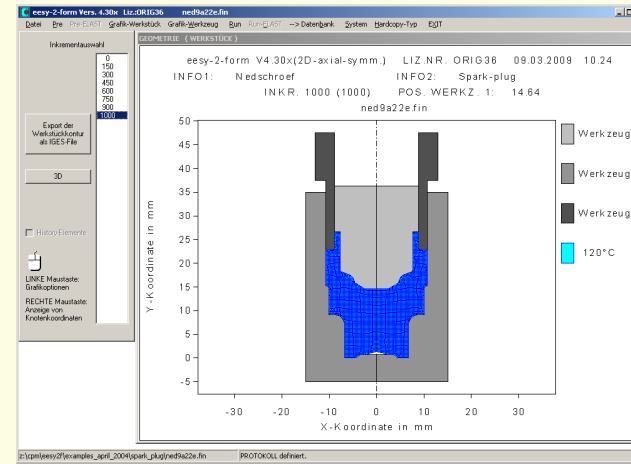 eesy-2-form Vers. 4.30x Liz.:ORIG36 ned9a22e.fin
Datei Pre Pre-ELAST Grafik-Werkstück Grafik-Werkzeug Run Run-ELAST --> Datenbank System Hardcopy-Typ EXIT
Inkrementauswahl
0
150
300
450
600
750
900
1000
Export der
Werkstückkontur
als IGES-File
3D
History-Elemente
LINKE Maustaste:
Grafikoptionen
RECHTE Maustaste:
Anzeige von
Knotenkoordinaten
GEOMETRIE ( WERKSTÜCK )
eesy-2-form V4.30x(2D-axial-symm.) LIZ.NR. ORIG36 09.03.2009 10.24
INFO1: Nedschroef INFO2: Spark-plug
INKR. 1000 (1000) POS. WERKZ. 1: 14.64
ned9a22e.fin
50
45
40
35
30
25
20
15
10
5
0
-5
Y-Koordinate in mm
-30 -20 -10 0 10 20 30
X-Koordinate in mm
Werkzeug
Werkzeug
Werkzeug
120°C
z:\cpm\eesy2f\examples_april_2004\spark_plug\ned9a22e.fin PROTOKOLL definiert.